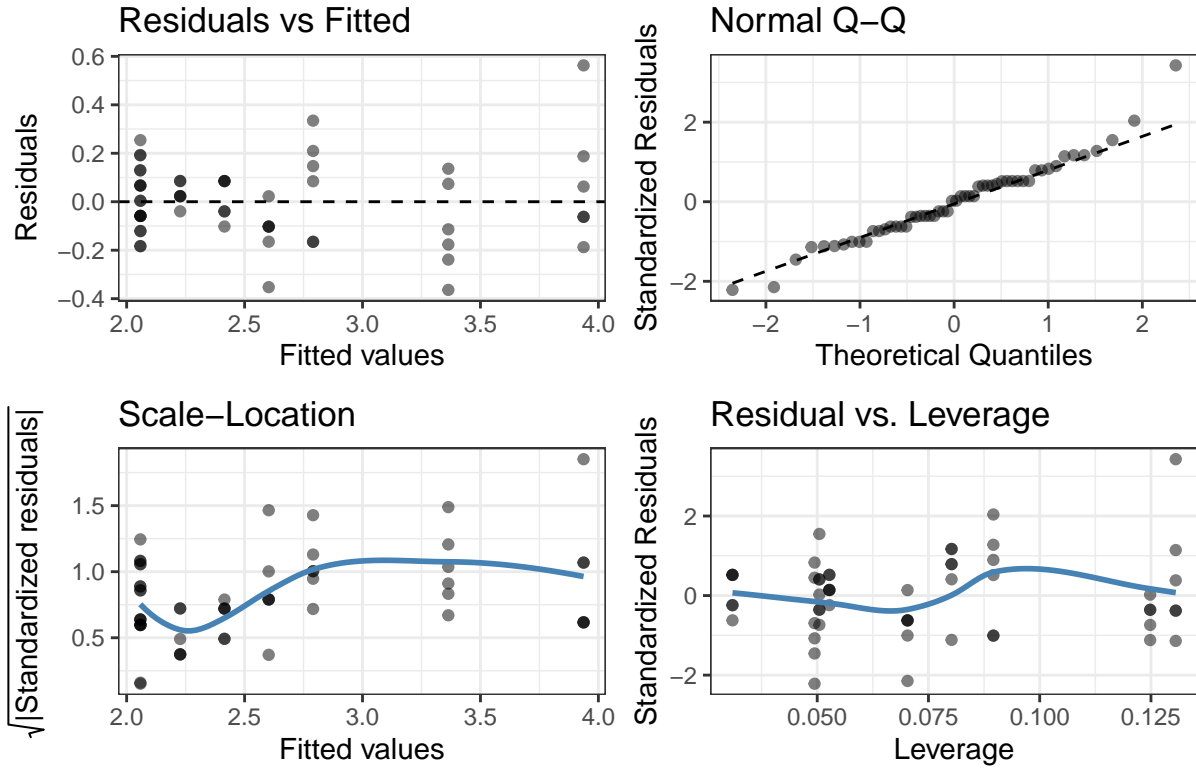 Residuals vs Fitted
Residuals
0.6
0.4
0.2
0.0
−0.2
−0.4
2.0 2.5 3.0 3.5 4.0
Fitted values
Normal Q−Q
Standardized Residuals
2
0
−2
−2 −1 0 1 2
Theoretical Quantiles
Scale−Location
√|Standardized residuals|
1.5
1.0
0.5
2.0 2.5 3.0 3.5 4.0
Fitted values
Residual vs. Leverage
Standardized Residuals
2
0
−2
0.050 0.075 0.100 0.125
Leverage